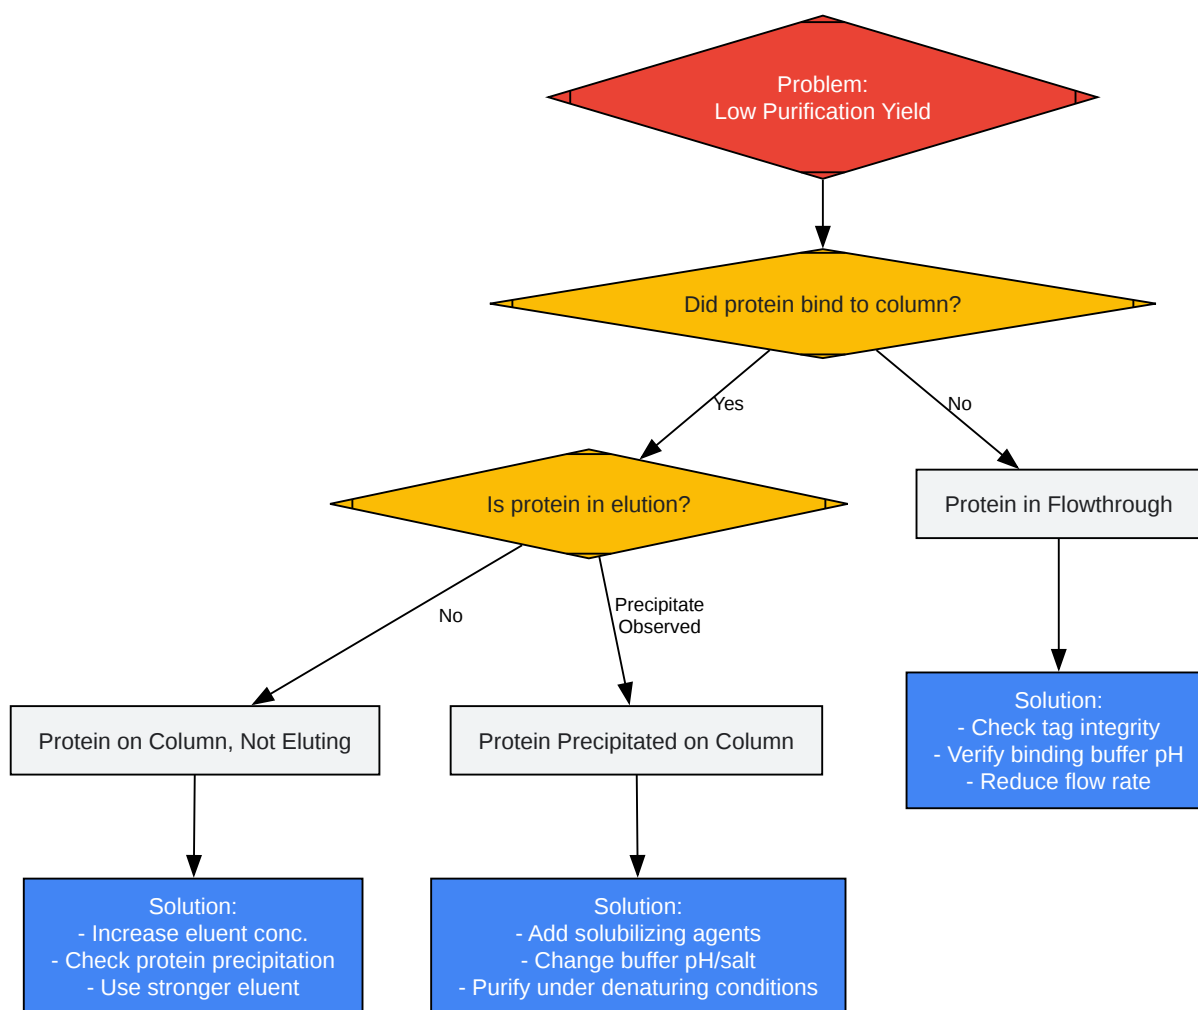 Problem:
Low Purification Yield
Did protein bind to column?
Yes
No
Is protein in elution?
Protein in Flowthrough
No
Precipitate
Observed
Solution:
- Check tag integrity
- Verify binding buffer pH
- Reduce flow rate
Protein on Column, Not Eluting
Protein Precipitated on Column
Solution:
- Increase eluent conc.
- Check protein precipitation
- Use stronger eluent
Solution:
- Add solubilizing agents
- Change buffer pH/salt
- Purify under denaturing conditions